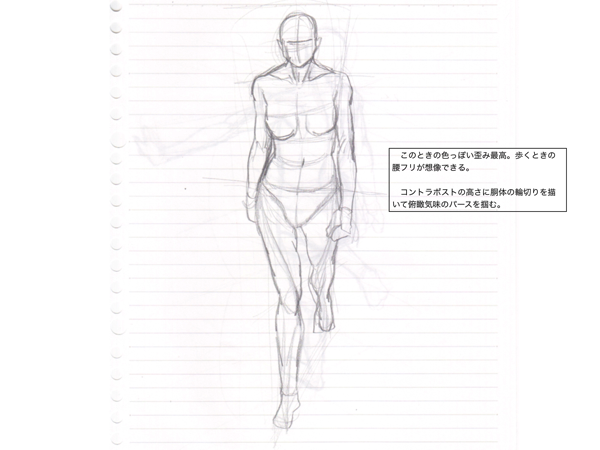 このときの色っぽい歪み最高。歩くときの
腰フリが想像できる。
コントラポストの高さに胴体の輪切りを描
いて俯瞰気味のパースを掴む。